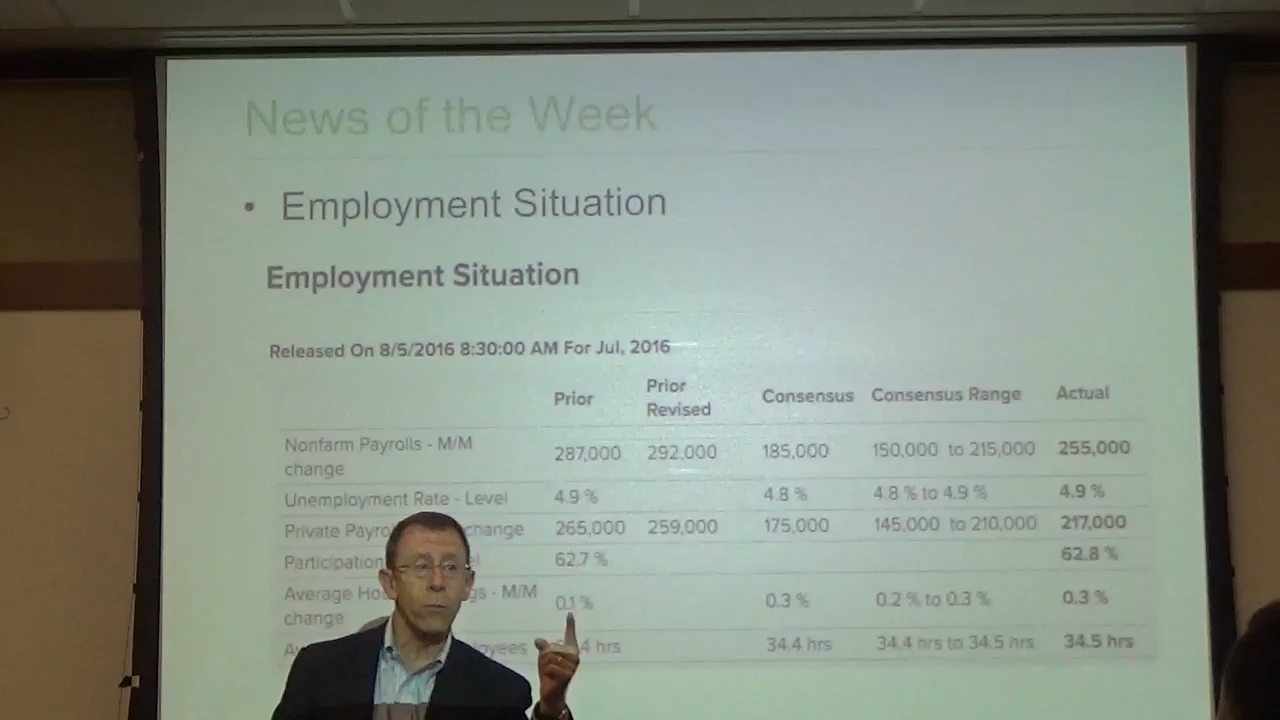 News of the Week
• Employment Situation
Employment Situation
Released On 8/5/2016 8:30:00 AM For Jul, 2016
Prior Prior Revised Consensus Consensus Range Actual
Nonfarm Payrolls - M/M change 287,000 292,000 185,000 150,000 to 215,000 255,000
Unemployment Rate - Level 4.9 % 4.8 % 4.8 % to 4.9 % 4.9 %
Private change 265,000 259,000 175,000 145,000 to 210,000 217,000
Participation 62.7 % 62.8 %
Average - M/M change 0.1 % 0.3 % 0.2 % to 0.3 % 0.3 %
hrs 34.4 hrs 34.4 hrs to 34.5 hrs 34.5 hrs